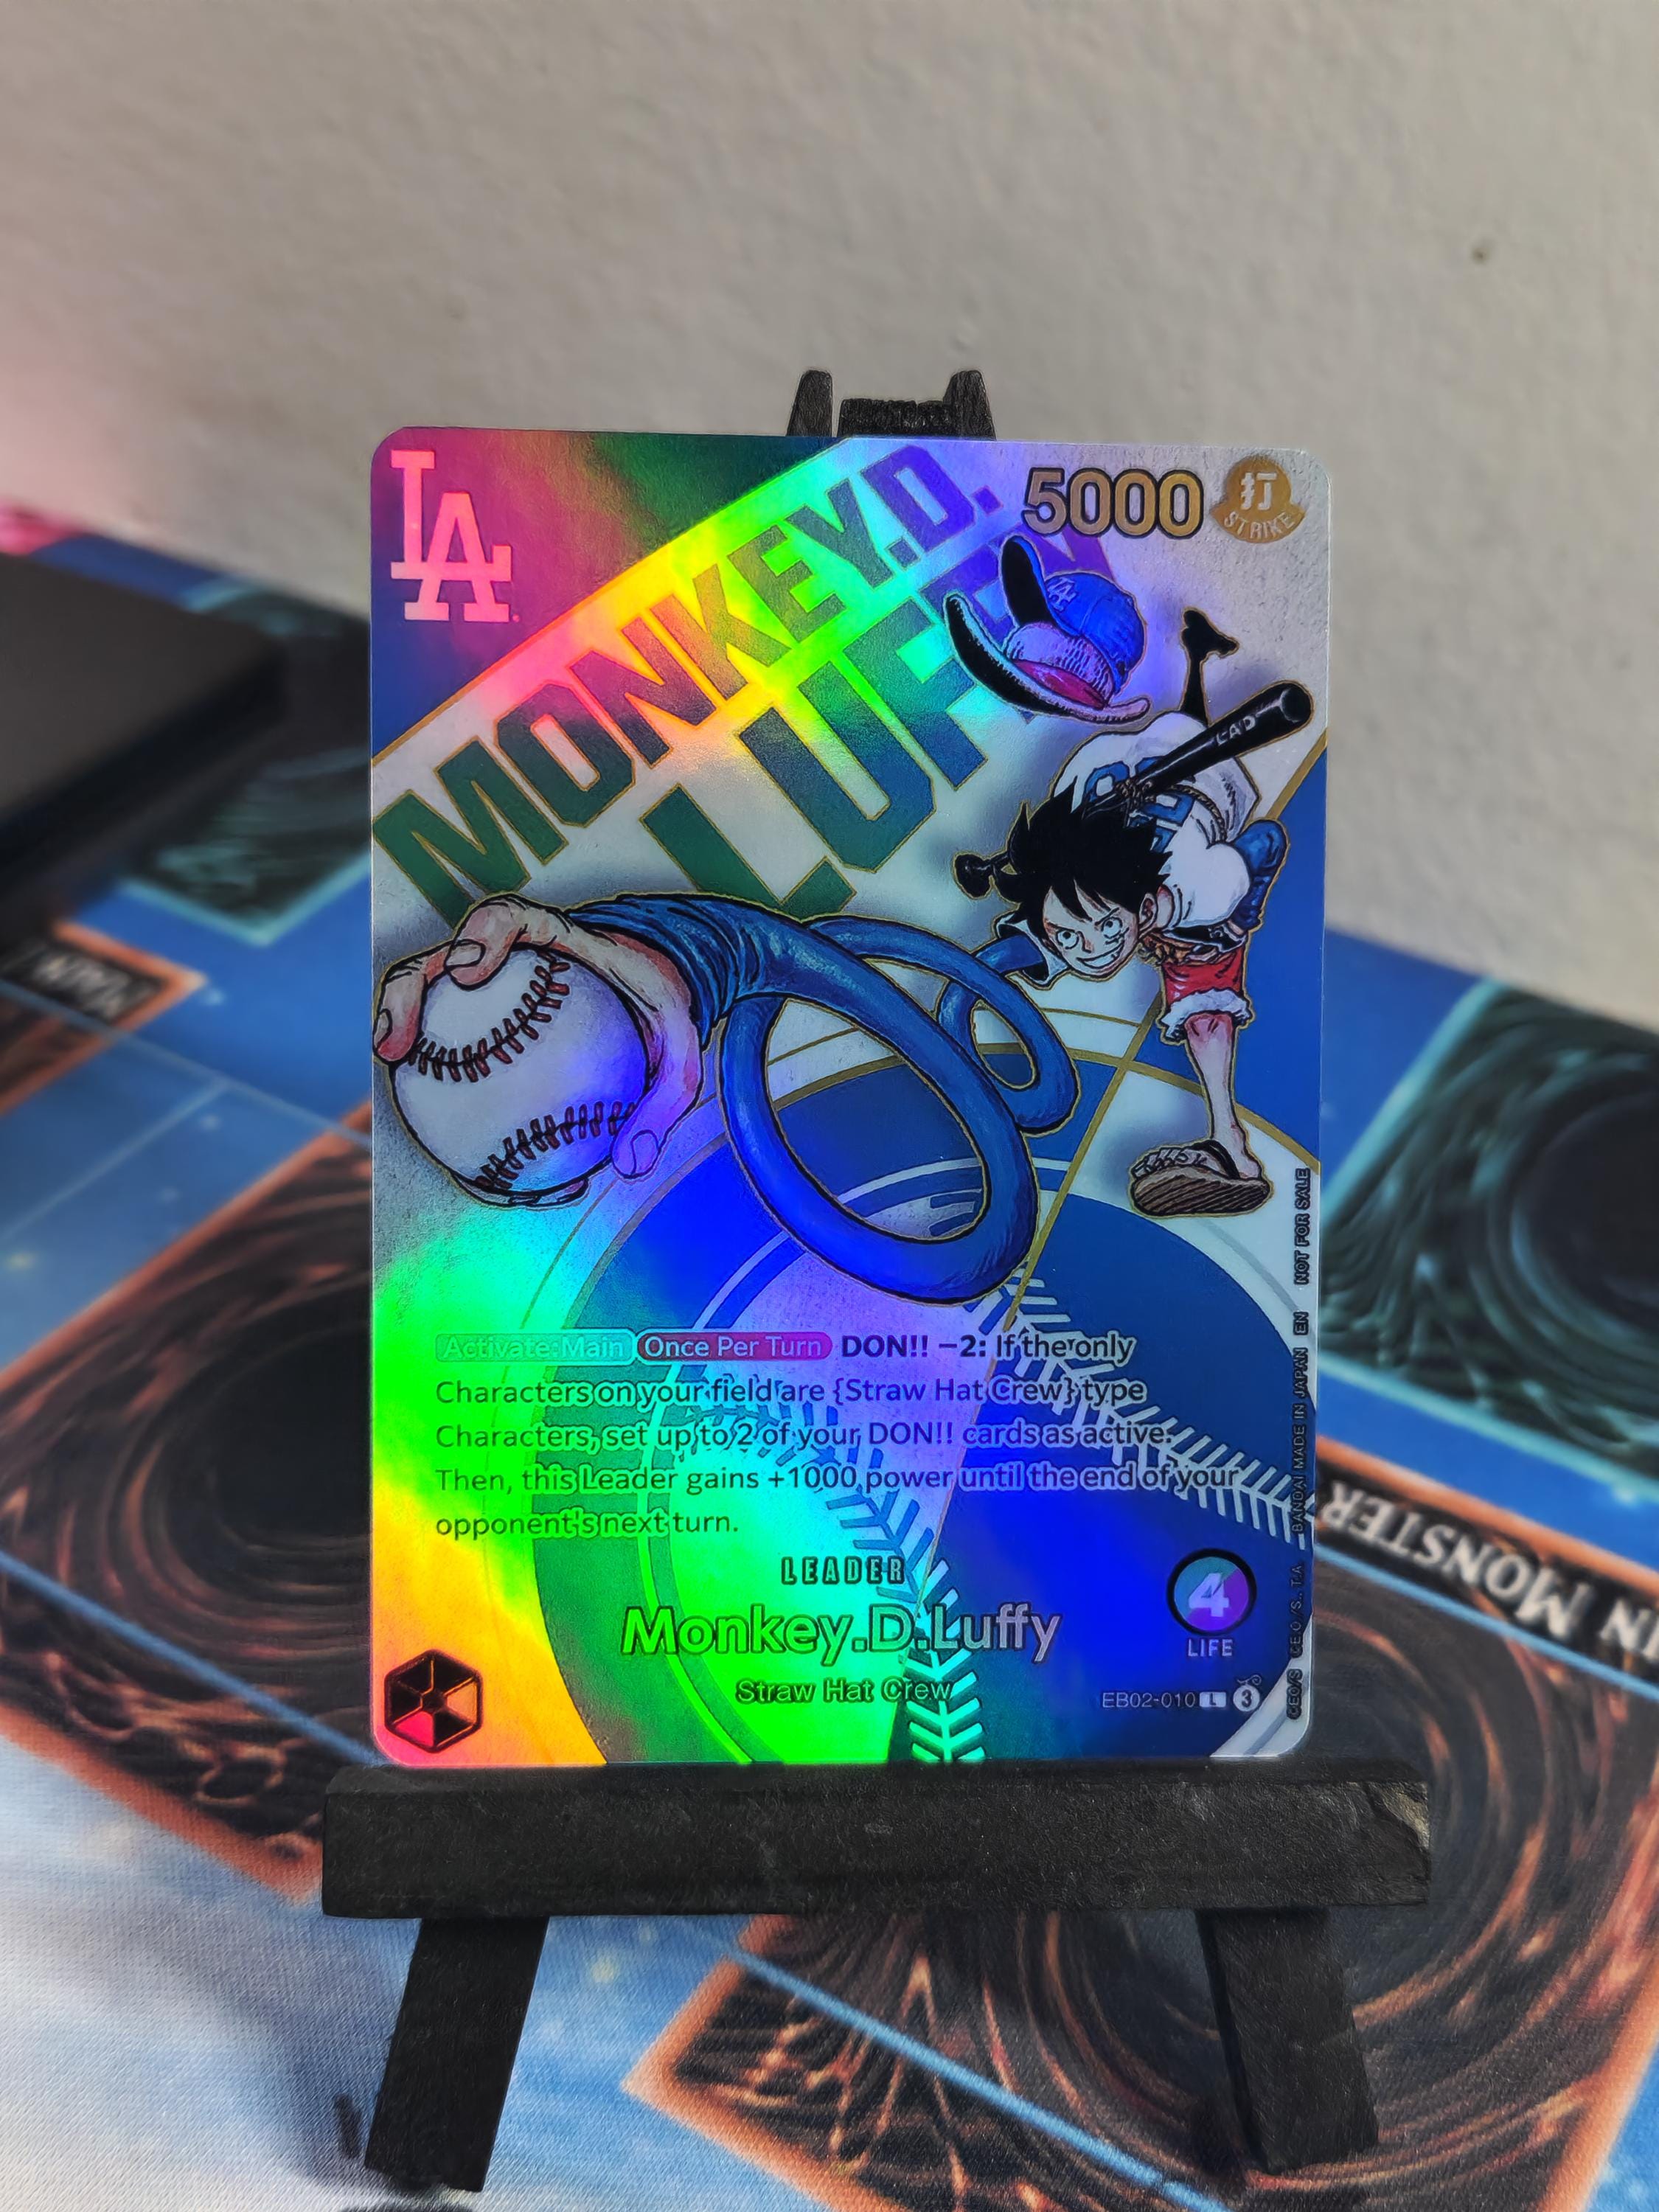 LA
MONKEY.D.
LUFFY
5000
打
STRIKE
LA
LAD
Activate: Main Once Per Turn DON!! −2: If the only
Characters on your field are {Straw Hat Crew} type
Characters, set up to 2 of your DON!! cards as active.
Then, this Leader gains +1000 power until the end of your
opponent's next turn.
LEADER
Monkey.D.Luffy
Straw Hat Crew
4
LIFE
EB02-010 L 3
BANDAI MADE IN JAPAN EN NOT FOR SALE
MONSTER